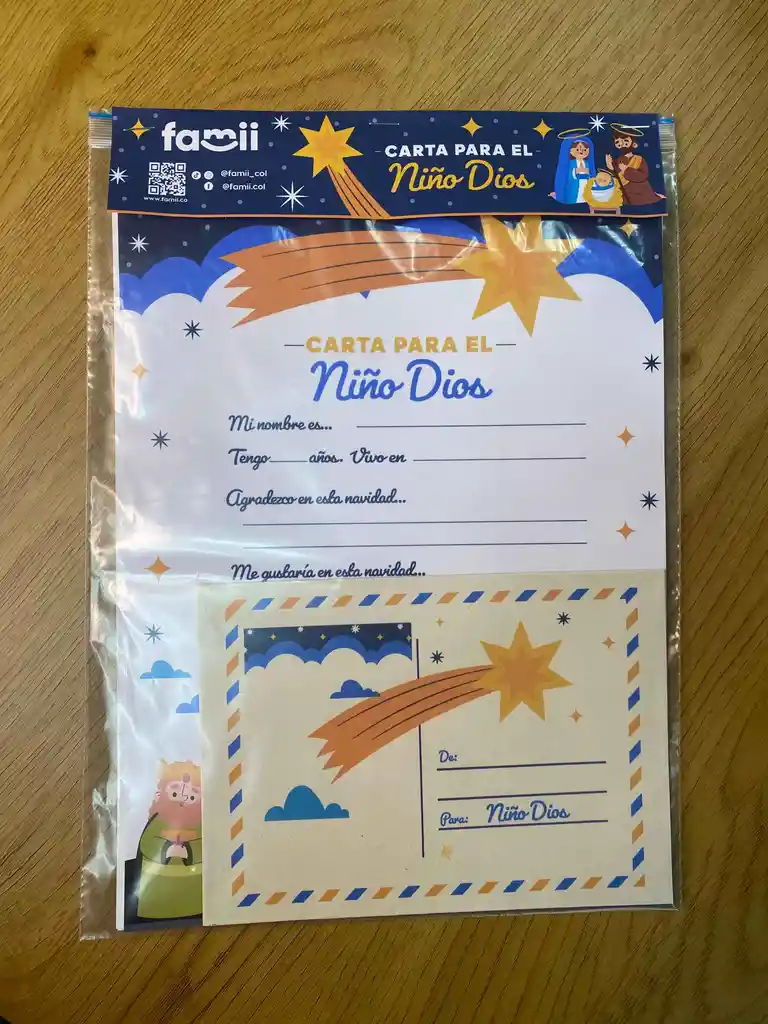 famii
@famii_col
@famii.col
www.famii.co
CARTA PARA EL
Niño Dios
CARTA PARA EL
Niño Dios
Mi nombre es...
Tengo años. Vivo en
Agradezco en esta navidad...
Me gustaría en esta navidad...
De:
Para: Niño Dios